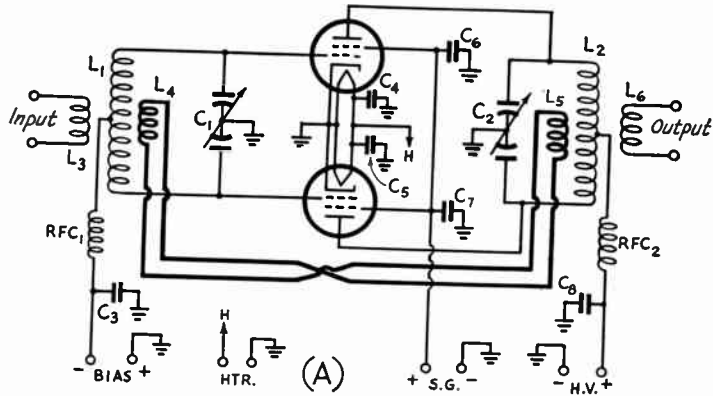 C6
L1
L2
L4
C4
L5
L6
C1
C2
Input
Output
H
L3
C5
C7
RFC1
RFC2
C8
C3
H
- BIAS +
HTR.
(A)
+ S.G. -
- H.V. +